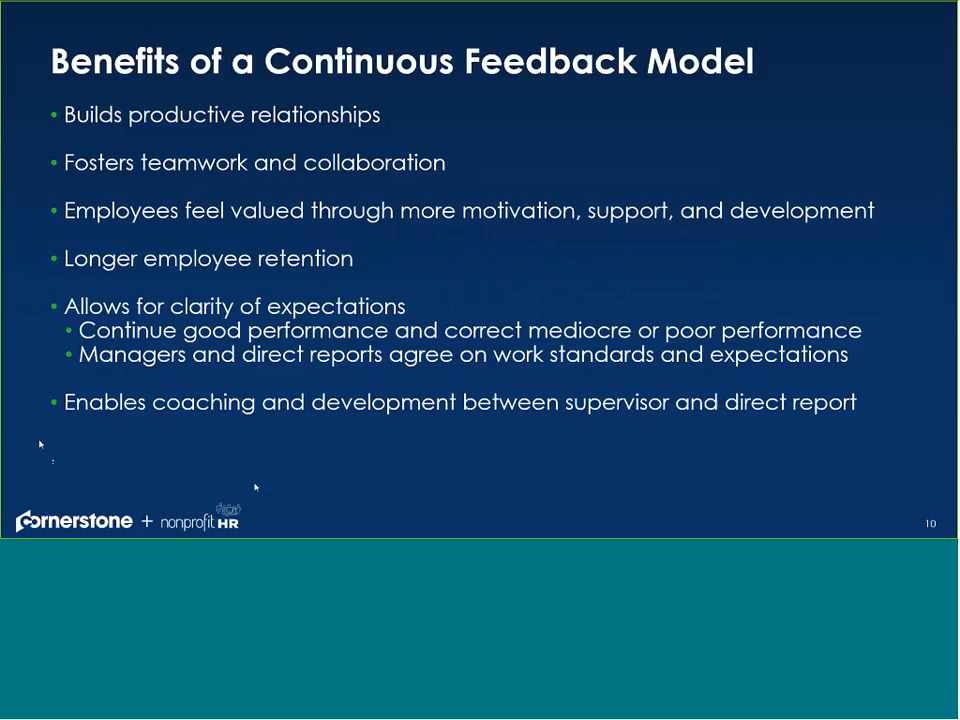 Benefits of a Continuous Feedback Model
• Builds productive relationships
• Fosters teamwork and collaboration
• Employees feel valued through more motivation, support, and development
• Longer employee retention
• Allows for clarity of expectations
• Continue good performance and correct mediocre or poor performance
• Managers and direct reports agree on work standards and expectations
• Enables coaching and development between supervisor and direct report
cornerstone + nonprofit HR
10